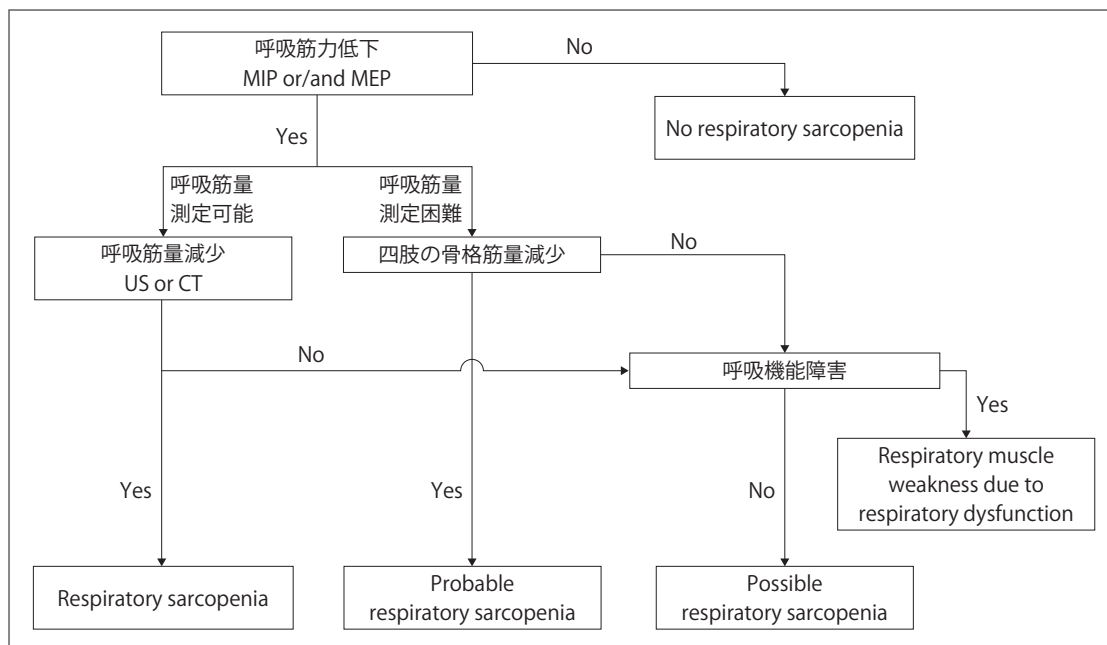 呼吸筋力低下
MIP or/and MEP
No
No respiratory sarcopenia
Yes
呼吸筋量
測定可能
呼吸筋量
測定困難
呼吸筋量減少
US or CT
四肢の骨格筋量減少
No
No
呼吸機能障害
Yes
Respiratory muscle
weakness due to
respiratory dysfunction
Yes
Yes
No
Respiratory sarcopenia
Probable
respiratory sarcopenia
Possible
respiratory sarcopenia